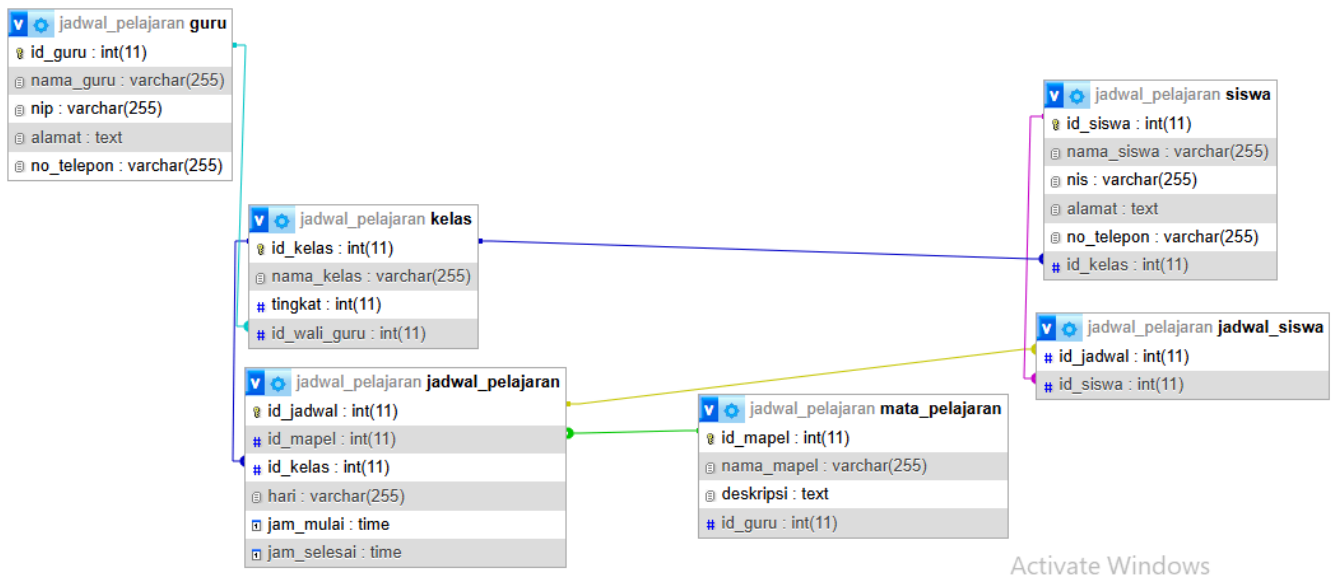 jadwal_pelajaran guru
id_guru : int(11)
nama_guru : varchar(255)
nip : varchar(255)
alamat : text
no_telepon : varchar(255)
jadwal_pelajaran siswa
id_siswa : int(11)
nama_siswa : varchar(255)
nis : varchar(255)
alamat : text
no_telepon : varchar(255)
id_kelas : int(11)
jadwal_pelajaran kelas
id_kelas : int(11)
nama_kelas : varchar(255)
tingkat : int(11)
id_wali_guru : int(11)
jadwal_pelajaran jadwal_siswa
id_jadwal : int(11)
id_siswa : int(11)
jadwal_pelajaran jadwal_pelajaran
id_jadwal : int(11)
id_mapel : int(11)
id_kelas : int(11)
hari : varchar(255)
jam_mulai : time
jam_selesai : time
jadwal_pelajaran mata_pelajaran
id_mapel : int(11)
nama_mapel : varchar(255)
deskripsi : text
id_guru : int(11)
Activate Windows